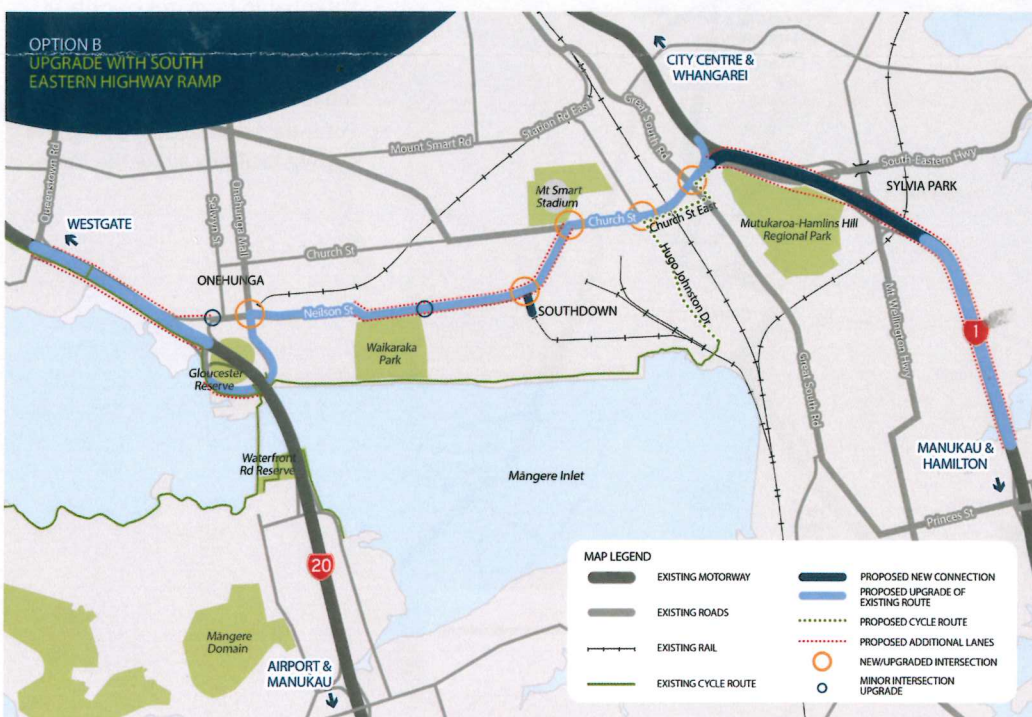 OPTION B
UPGRADE WITH SOUTH
EASTERN HIGHWAY RAMP
CITY CENTRE &
WHANGAREI
Queenstown Rd
Selwyn St
Onehunga Mall
Mount Smart Rd
Station Rd East
Great South Rd
South-Eastern Hwy
SYLVIA PARK
WESTGATE
Mt Smart
Stadium
Church St
Church St East
Mutukaroa-Hamlins Hill
Regional Park
Church St
Hugo Johnston Dr
ONEHUNGA
Neilson St
SOUTHDOWN
Mt Wellington Hwy
1
Waikaraka
Park
Gloucester
Reserve
Great South Rd
MANUKAU &
HAMILTON
Waterfront
Rd Reserve
Māngere Inlet
Princes St
20
Māngere
Domain
AIRPORT &
MANUKAU
MAP LEGEND
EXISTING MOTORWAY
EXISTING ROADS
EXISTING RAIL
EXISTING CYCLE ROUTE
PROPOSED NEW CONNECTION
PROPOSED UPGRADE OF
EXISTING ROUTE
PROPOSED CYCLE ROUTE
PROPOSED ADDITIONAL LANES
NEW/UPGRADED INTERSECTION
MINOR INTERSECTION
UPGRADE